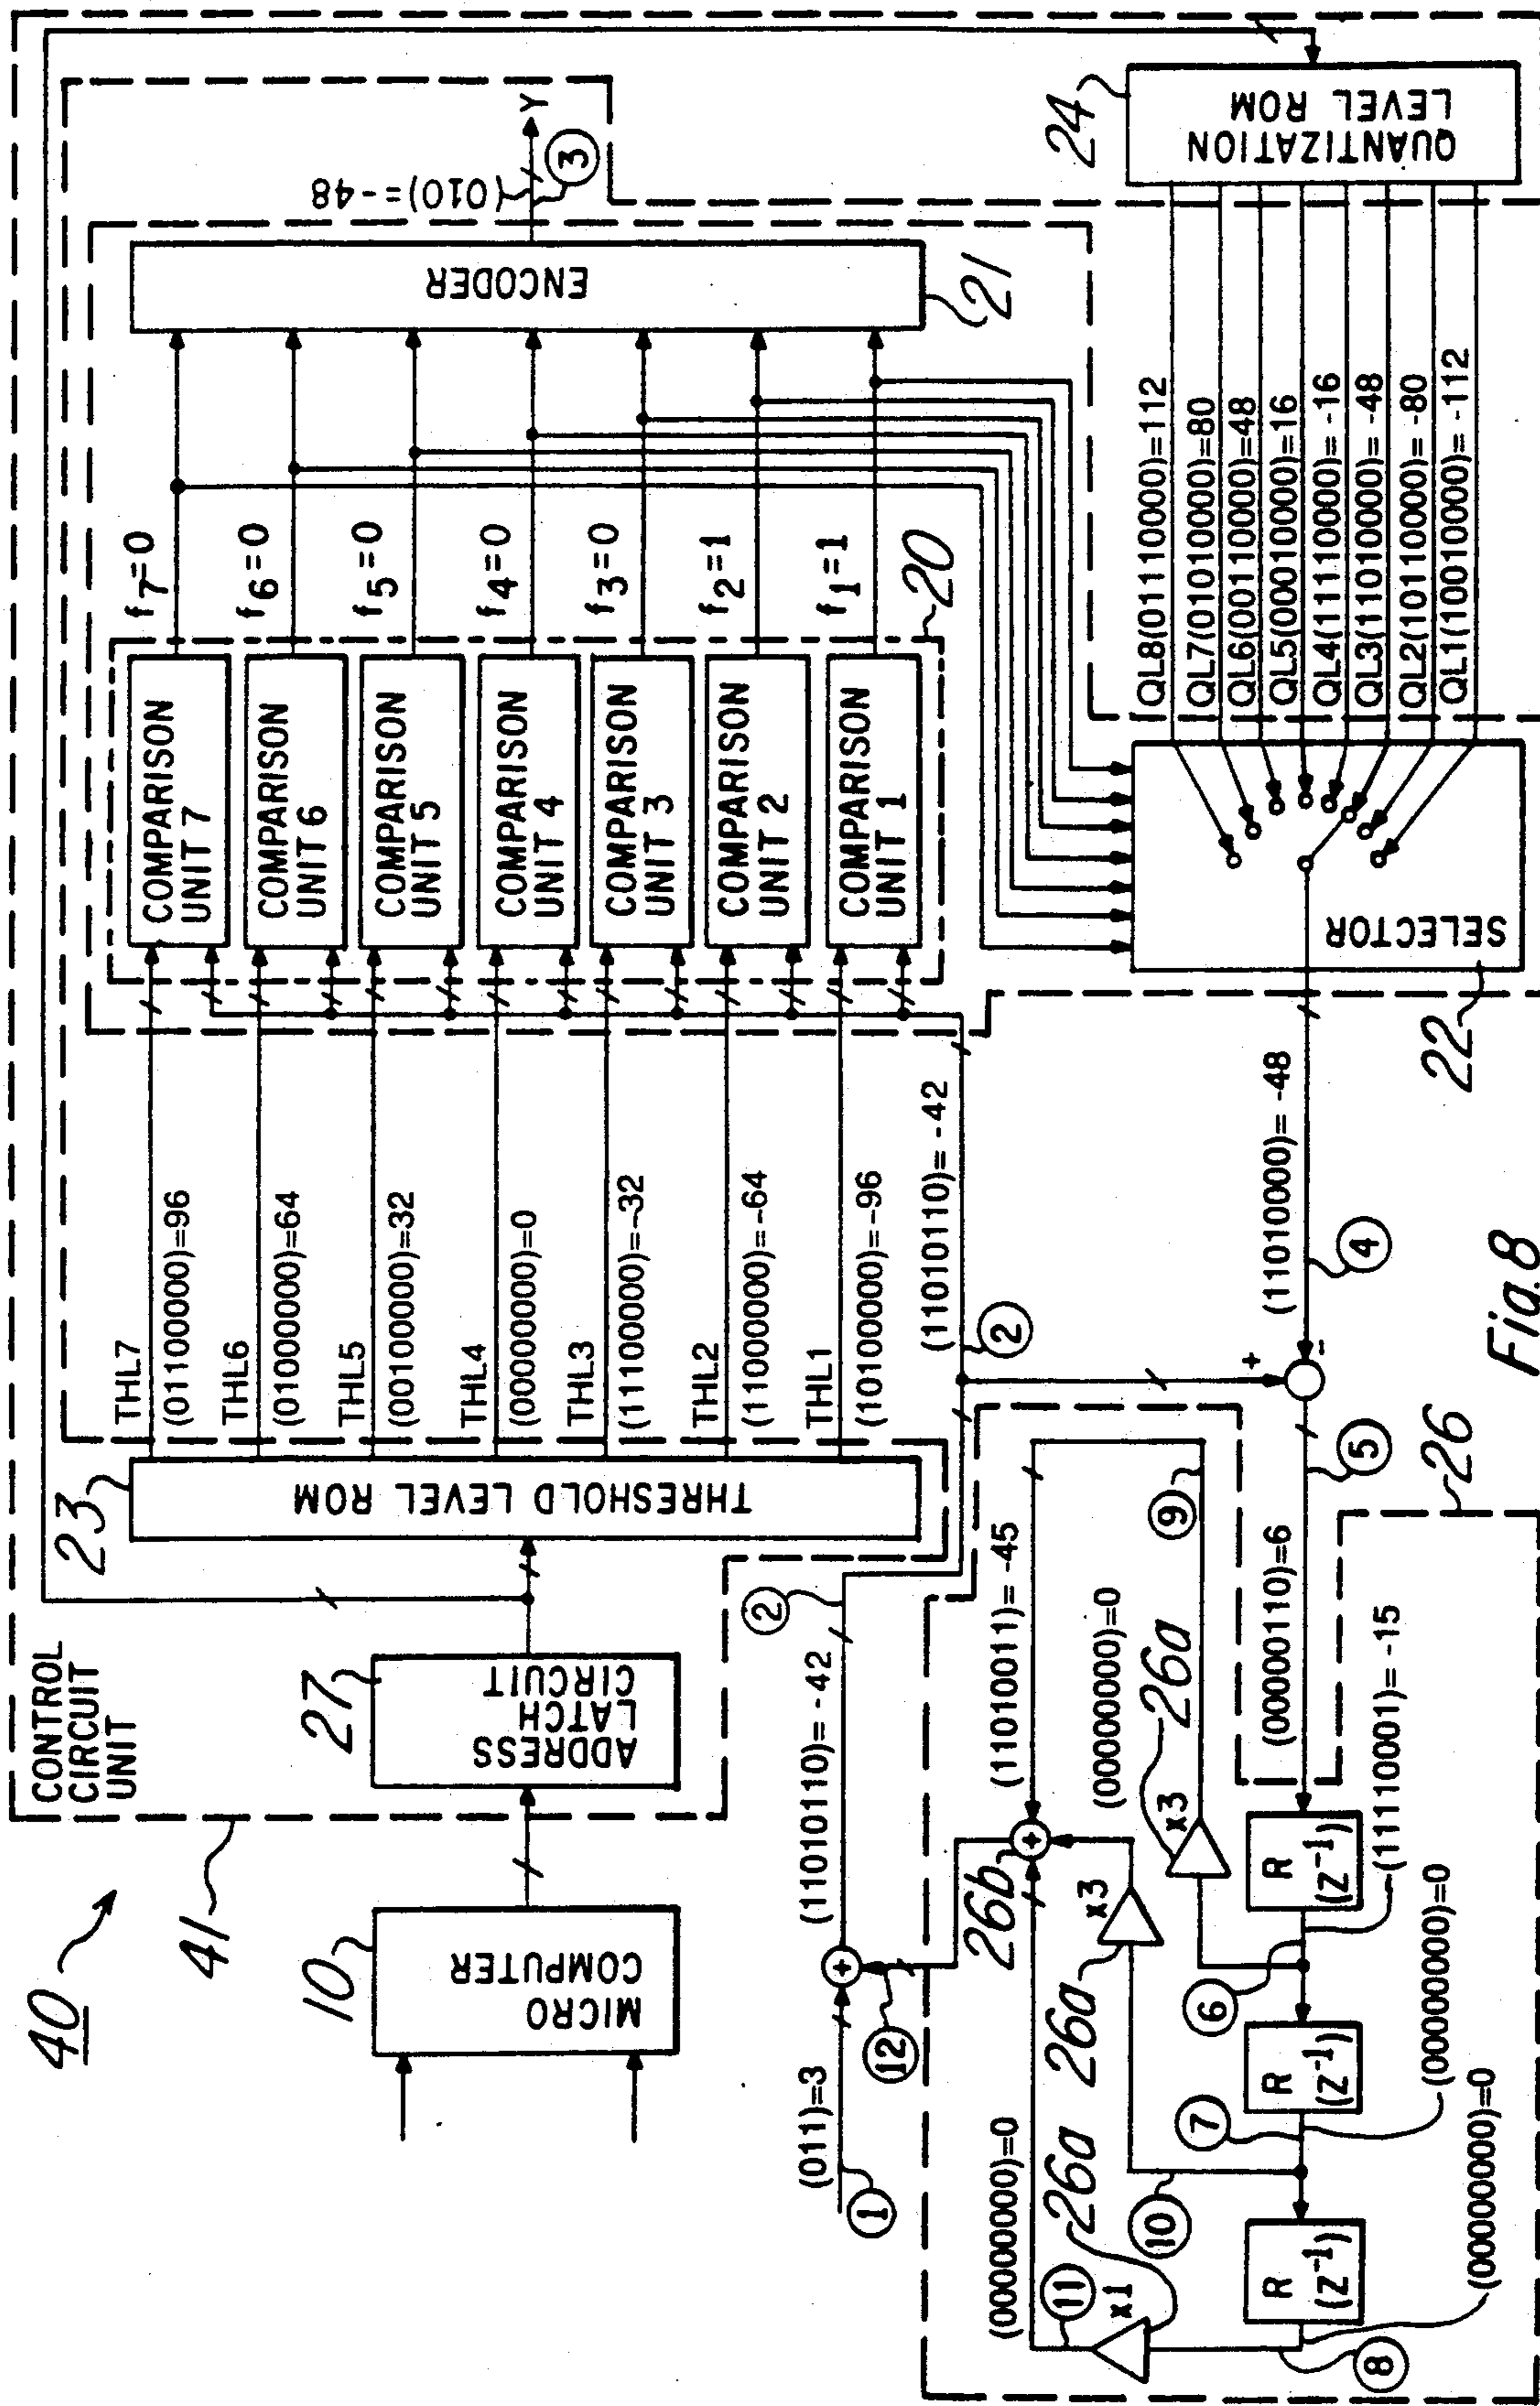 40
41
CONTROL
CIRCUIT
UNIT
10
MICRO
COMPUTER
27
ADDRESS
LATCH
CIRCUIT
23
THRESHOLD LEVEL ROM
THL7
(01100000)=96
THL6
(01000000)=64
THL5
(00100000)=32
THL4
(00000000)=0
THL3
(11100000)=-32
THL2
(11000000)=-64
THL1
(10100000)=-96
(11010110)= -42
2
COMPARISON
UNIT 7
COMPARISON
UNIT 6
COMPARISON
UNIT 5
COMPARISON
UNIT 4
COMPARISON
UNIT 3
COMPARISON
UNIT 2
COMPARISON
UNIT 1
20
f7=0
f6=0
f5=0
f4=0
f3=0
f2=1
f1=1
ENCODER
21
(010)=-48
3
Y
(011)=3
1
+
(11010110)= -42
2
12
26b
+
(11010011)= -45
(00000000)=0
11
x1
26a
(00000000)=0
10
x3
26a
x3
26a
9
R
(Z-1)
R
(Z-1)
R
(Z-1)
8
(00000000)=0
7
(00000000)=0
6
(11110001)= -15
(00000110)=6
5
26
+
-
(11010000)= -48
4
22
SELECTOR
QL8(01110000)=112
QL7(01010000)=80
QL6(00110000)=48
QL5(00010000)=16
QL4(11110000)= -16
QL3(11010000)= -48
QL2(10110000)= -80
QL1(10010000)= -112
24
QUANTIZATION
LEVEL ROM
Fig.8